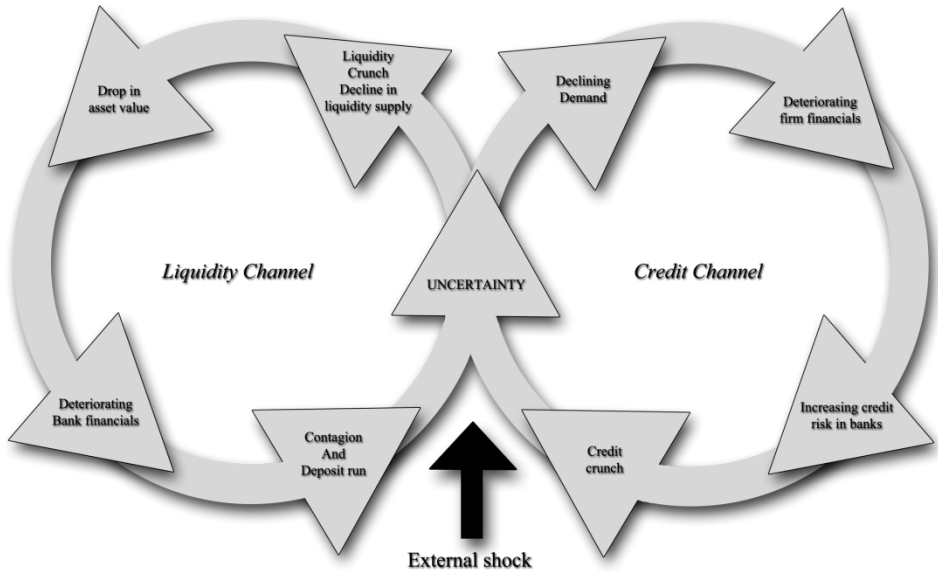 Liquidity
Crunch
Decline in
liquidity supply
Declining
Demand
Drop in
asset value
Deteriorating
firm financials
Liquidity Channel
Credit Channel
UNCERTAINTY
Deteriorating
Bank financials
Increasing credit
risk in banks
Contagion
And
Deposit run
Credit
crunch
External shock